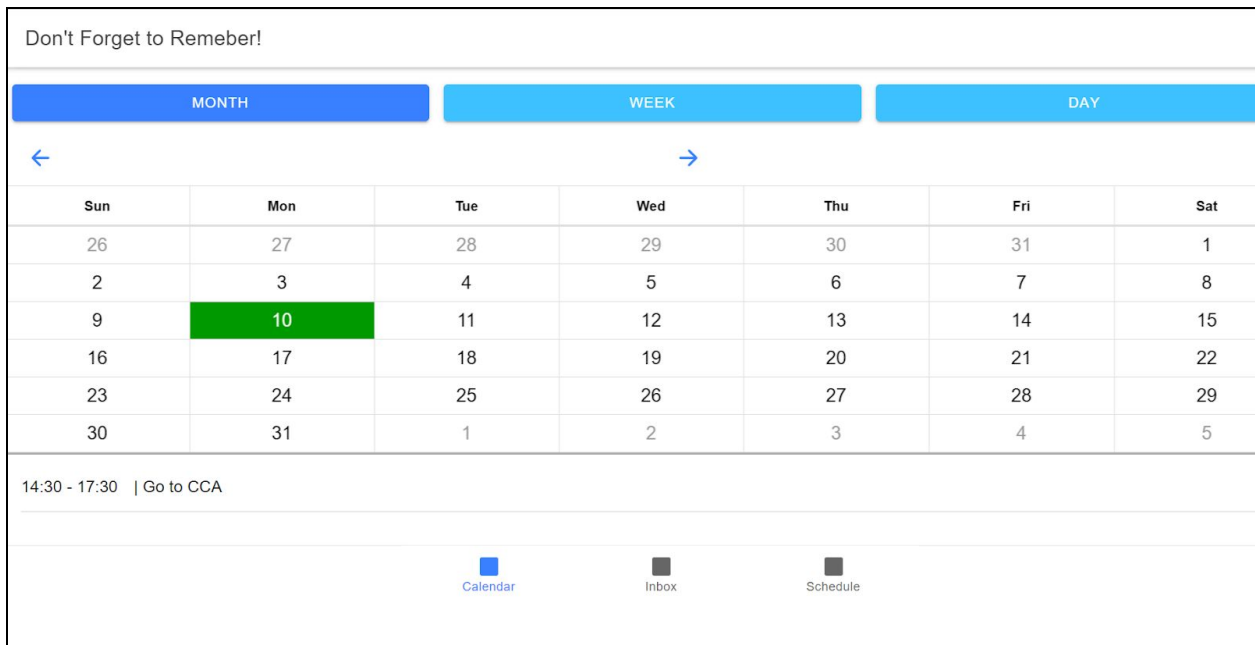 Don't Forget to Remeber!
MONTH WEEK DAY
Sun Mon Tue Wed Thu Fri Sat
26 27 28 29 30 31 1
2 3 4 5 6 7 8
9 10 11 12 13 14 15
16 17 18 19 20 21 22
23 24 25 26 27 28 29
30 31 1 2 3 4 5
14:30 - 17:30 | Go to CCA
Calendar Inbox Schedule